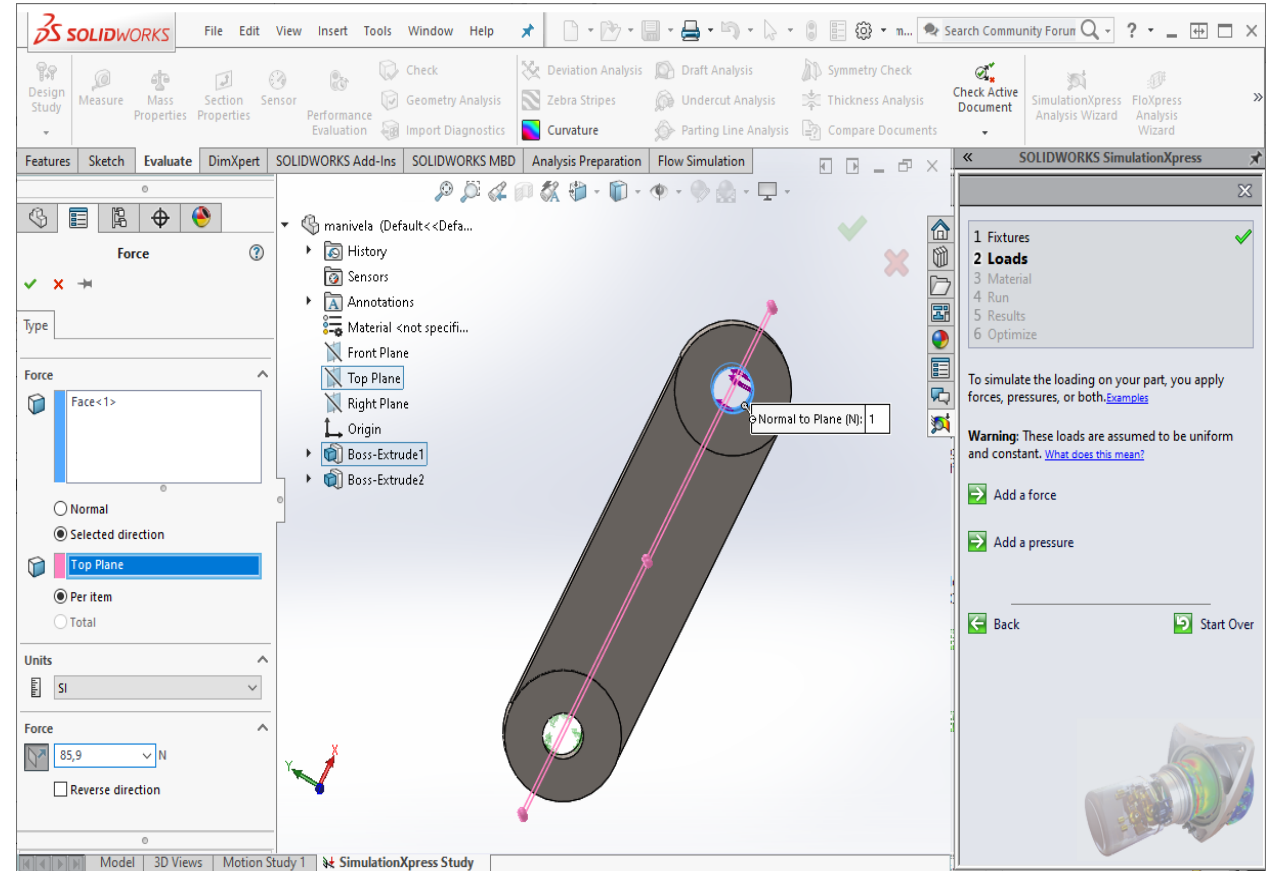 SOLIDWORKS File Edit View Insert Tools Window Help n... Search Community Forun ?
Design Study Measure Mass Properties Section Properties Sensor Performance Evaluation Check Geometry Analysis Import Diagnostics Deviation Analysis Zebra Stripes Curvature Draft Analysis Undercut Analysis Parting Line Analysis Symmetry Check Thickness Analysis Compare Documents Check Active Document SimulationXpress Analysis Wizard FloXpress Analysis Wizard »
Features Sketch Evaluate DimXpert SOLIDWORKS Add-Ins SOLIDWORKS MBD Analysis Preparation Flow Simulation
Force ?
Type
Force
Face<1>
Normal
Selected direction
Top Plane
Per item
Total
Units
SI
Force
85,9 N
Reverse direction
manivela (Default<<Defa...
History
Sensors
A Annotations
Material <not specifi...
Front Plane
Top Plane
Right Plane
Origin
Boss-Extrude1
Boss-Extrude2
Normal to Plane (N): 1
X
Y
« SOLIDWORKS SimulationXpress
1 Fixtures
2 Loads
3 Material
4 Run
5 Results
6 Optimize
To simulate the loading on your part, you apply
forces, pressures, or both.Examples
Warning: These loads are assumed to be uniform
and constant. What does this mean?
Add a force
Add a pressure
Back Start Over
Model 3D Views Motion Study 1 SimulationXpress Study